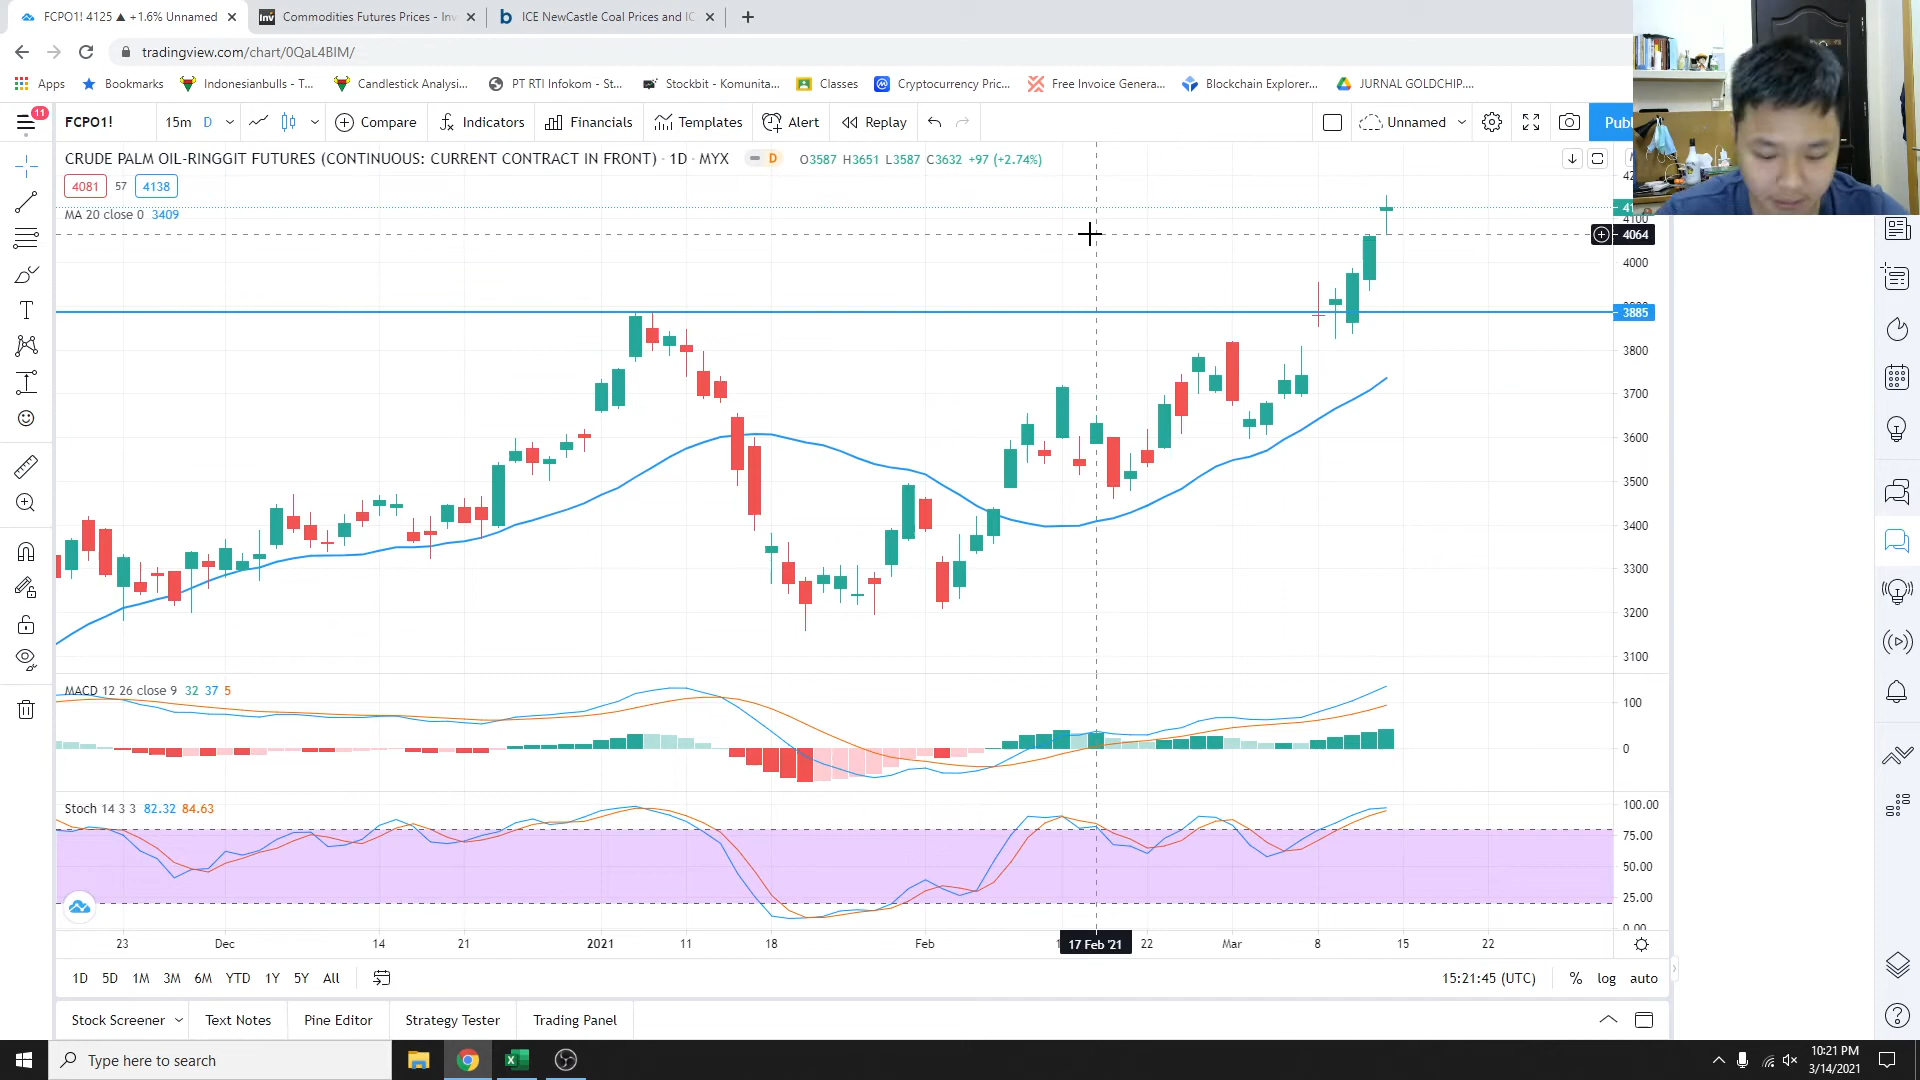 FCPO1! 4125 ▲ +1.6% Unnamed
Commodities Futures Prices - Inv
ICE NewCastle Coal Prices and IC
tradingview.com/chart/0QaL4BIM/
Apps
Bookmarks
Indonesianbulls - T...
Candlestick Analysi...
PT RTI Infokom - St...
Stockbit - Komunita...
Classes
Cryptocurrency Pric...
Free Invoice Genera...
Blockchain Explorer...
JURNAL GOLDCHIP....
11
FCPO1!
15m D
Compare
Indicators
Financials
Templates
Alert
Replay
Unnamed
Publ
CRUDE PALM OIL-RINGGIT FUTURES (CONTINUOUS: CURRENT CONTRACT IN FRONT) · 1D · MYX
D
O3587 H3651 L3587 C3632 +97 (+2.74%)
4081 57 4138
MA 20 close 0 3409
4100
4064
4000
3885
3800
3700
3600
3500
3400
3300
3200
3100
MACD 12 26 close 9 32 37 5
100
0
Stoch 14 3 3 82.32 84.63
100.00
75.00
50.00
25.00
0.00
23 Dec 14 21 2021 11 18 Feb 17 Feb '21 22 Mar 8 15 22
1D 5D 1M 3M 6M YTD 1Y 5Y All
15:21:45 (UTC) % log auto
Stock Screener Text Notes Pine Editor Strategy Tester Trading Panel
Type here to search
10:21 PM
3/14/2021